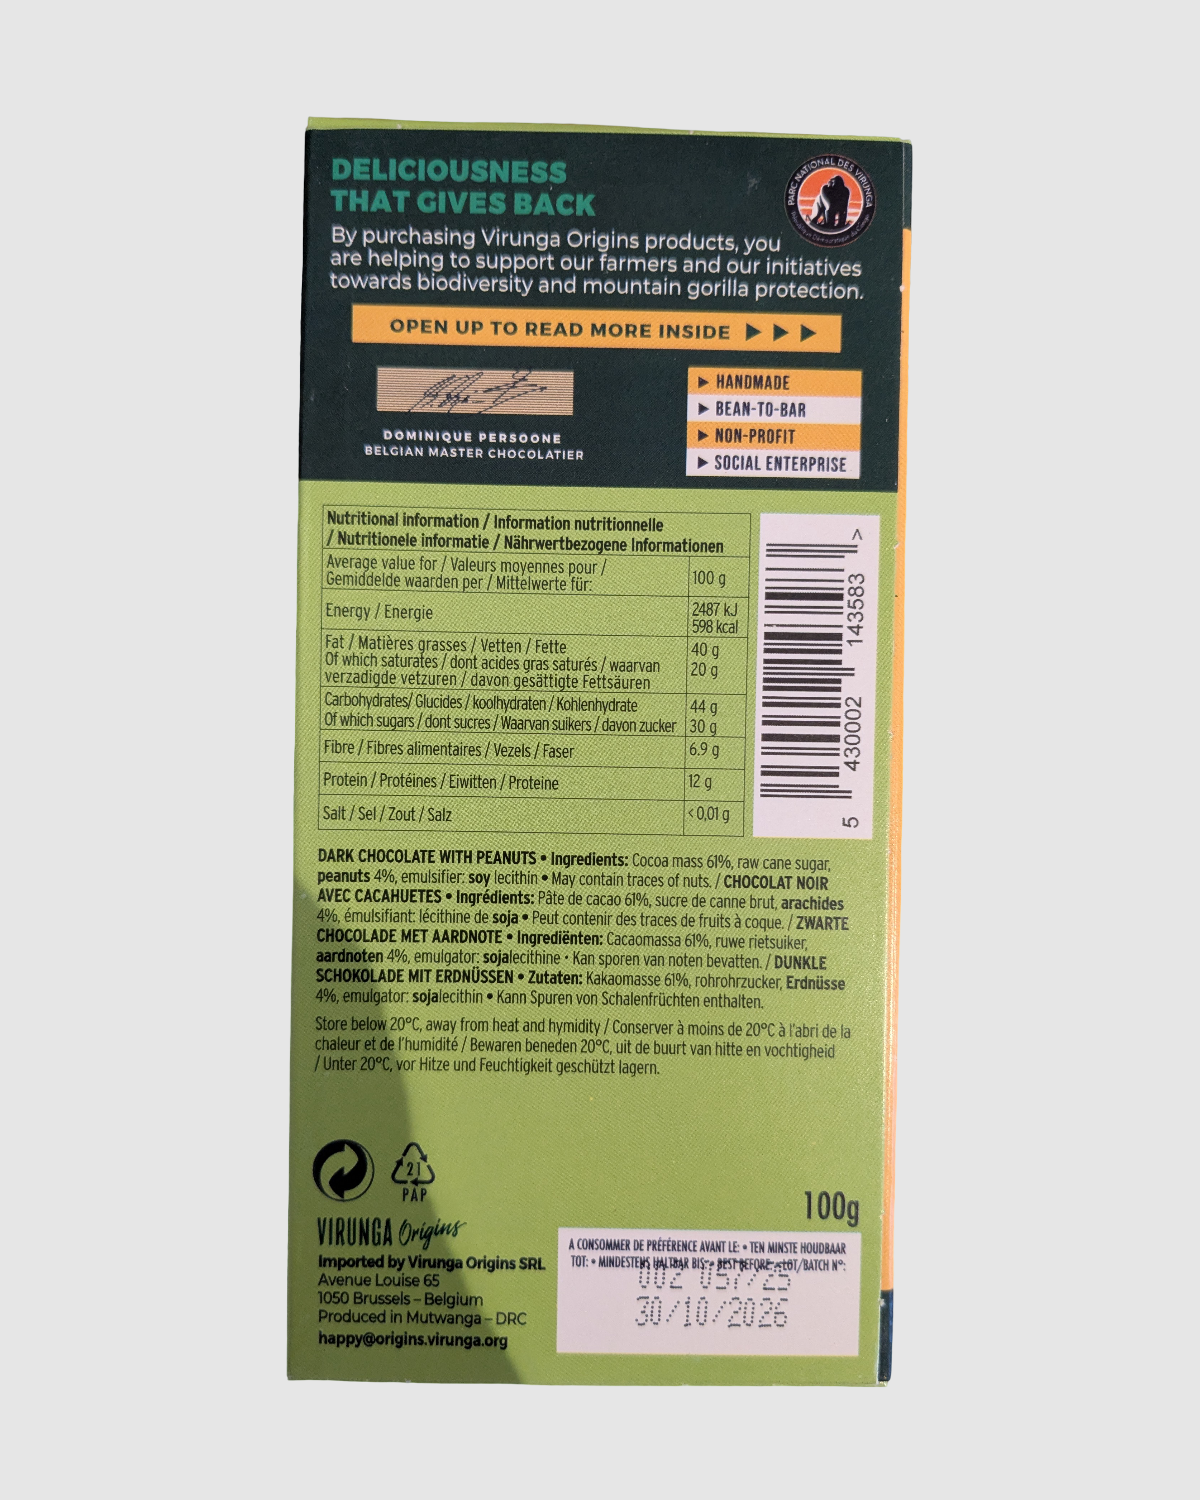 DELICIOUSNESS
THAT GIVES BACK
PARC NATIONAL DES VIRUNGA
By purchasing Virunga Origins products, you
are helping to support our farmers and our initiatives
towards biodiversity and mountain gorilla protection.
OPEN UP TO READ MORE INSIDE
DOMINIQUE PERSOONE
BELGIAN MASTER CHOCOLATIER
HANDMADE
BEAN-TO-BAR
NON-PROFIT
SOCIAL ENTERPRISE
Nutritional information / Information nutritionnelle
/ Nutritionele informatie / Nährwertbezogene Informationen
Average value for / Valeurs moyennes pour /
Gemiddelde waarden per / Mittelwerte für:
100 g
Energy / Energie
2487 kJ
598 kcal
Fat / Matières grasses / Vetten / Fette
40 g
Of which saturates / dont acides gras saturés / waarvan
verzadigde vetzuren / davon gesättigte Fettsäuren
20 g
Carbohydrates/ Glucides / koolhydraten / Kohlenhydrate
44 g
Of which sugars / dont sucres / Waarvan suikers / davon zucker
30 g
Fibre / Fibres alimentaires / Vezels / Faser
6.9 g
Protein / Protéines / Eiwitten / Proteine
12 g
Salt / Sel / Zout / Salz
< 0,01 g
5 430002 143583 >
DARK CHOCOLATE WITH PEANUTS • Ingredients: Cocoa mass 61%, raw cane sugar,
peanuts 4%, emulsifier: soy lecithin • May contain traces of nuts. / CHOCOLAT NOIR
AVEC CACAHUETES • Ingrédients: Pâte de cacao 61%, sucre de canne brut, arachides
4%, émulsifiant: lécithine de soja • Peut contenir des traces de fruits à coque. / ZWARTE
CHOCOLADE MET AARDNOTE • Ingrediënten: Cacaomassa 61%, ruwe rietsuiker,
aardnoten 4%, emulgator: sojalecithine • Kan sporen van noten bevatten. / DUNKLE
SCHOKOLADE MIT ERDNÜSSEN • Zutaten: Kakaomasse 61%, rohrohrzucker, Erdnüsse
4%, emulgator: sojalecithin • Kann Spuren von Schalenfrüchten enthalten.
Store below 20°C, away from heat and hymidity / Conserver à moins de 20°C à l'abri de la
chaleur et de l'humidité / Bewaren beneden 20°C, uit de buurt van hitte en vochtigheid
/ Unter 20°C, vor Hitze und Feuchtigkeit geschützt lagern.
21
PAP
100g
VIRUNGA Origins
Imported by Virunga Origins SRL
Avenue Louise 65
1050 Brussels – Belgium
Produced in Mutwanga – DRC
happy@origins.virunga.org
A CONSOMMER DE PRÉFÉRENCE AVANT LE: • TEN MINSTE HOUDBAAR
TOT: • MINDESTENS HALTBAR BIS: • BEST BEFORE • LOT/BATCH N°:
002 057/25
30/10/2026